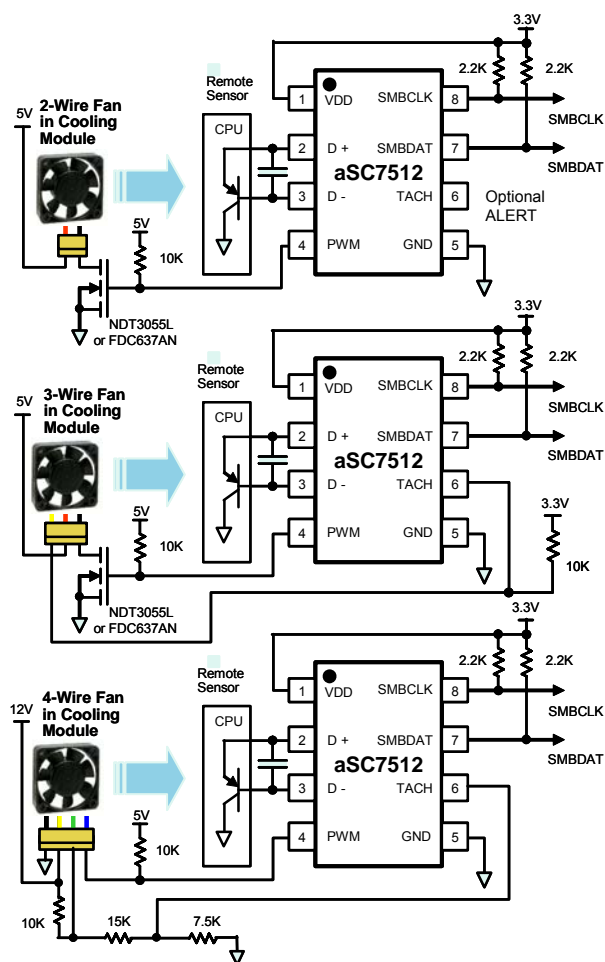 3.3V
2.2K 2.2K
Remote
Sensor
2-Wire Fan
in Cooling
Module
5V
CPU
1 VDD SMBCLK 8
SMBCLK
2 D + SMBDAT 7
SMBDAT
aSC7512
3 D - TACH 6
Optional
ALERT
5V
10K
4 PWM GND 5
NDT3055L
or FDC637AN
3.3V
2.2K 2.2K
Remote
Sensor
3-Wire Fan
in Cooling
Module
5V
CPU
1 VDD SMBCLK 8
SMBCLK
2 D + SMBDAT 7
SMBDAT
aSC7512
3 D - TACH 6
5V
10K
3.3V
10K
4 PWM GND 5
NDT3055L
or FDC637AN
3.3V
2.2K 2.2K
Remote
Sensor
4-Wire Fan
in Cooling
Module
12V
CPU
1 VDD SMBCLK 8
SMBCLK
2 D + SMBDAT 7
SMBDAT
aSC7512
3 D - TACH 6
5V
10K
4 PWM GND 5
10K 15K 7.5K